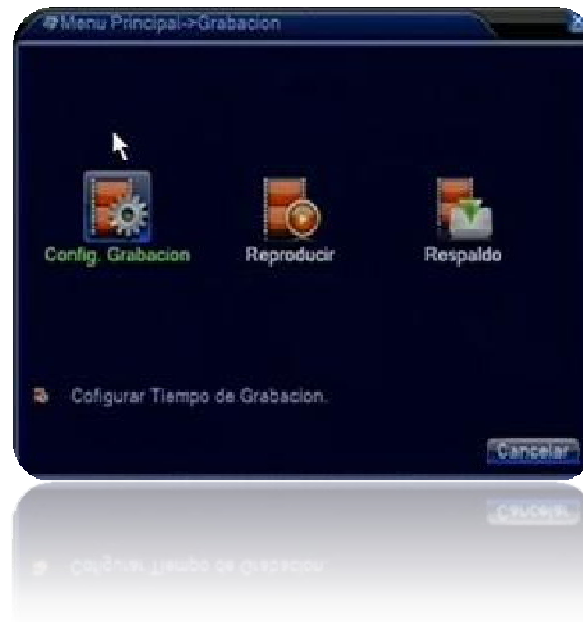 Menu Principal->Grabacion
Config. Grabacion
Reproducir
Respaldo
Cofigurar Tiempo de Grabacion.
Cancelar